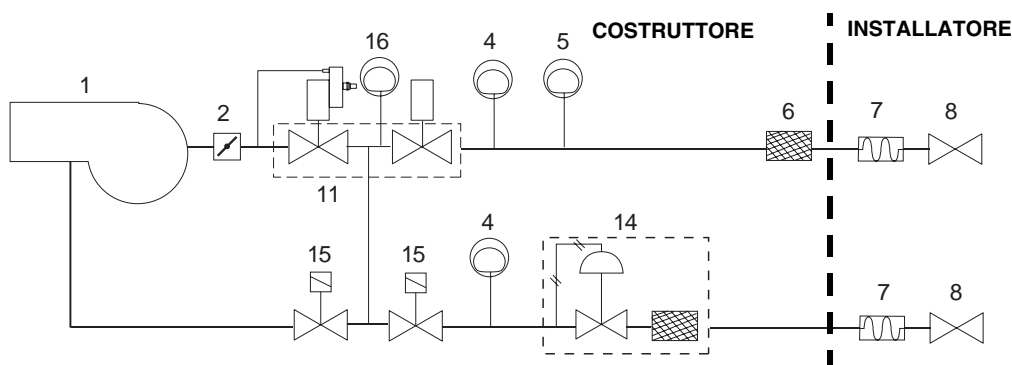 COSTRUTTORE INSTALLATORE
16 4 5
1 2 6 7 8
11
4 14
15 15 7 8